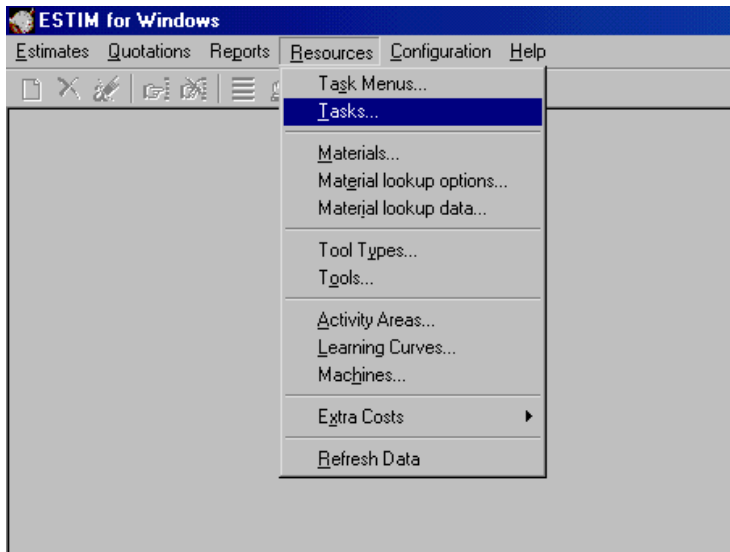 ESTIM for Windows
Estimates Quotations Reports Resources Configuration Help
Task Menus...
Tasks...
Materials...
Material lookup options...
Material lookup data...
Tool Types...
Tools...
Activity Areas...
Learning Curves...
Machines...
Extra Costs
Refresh Data